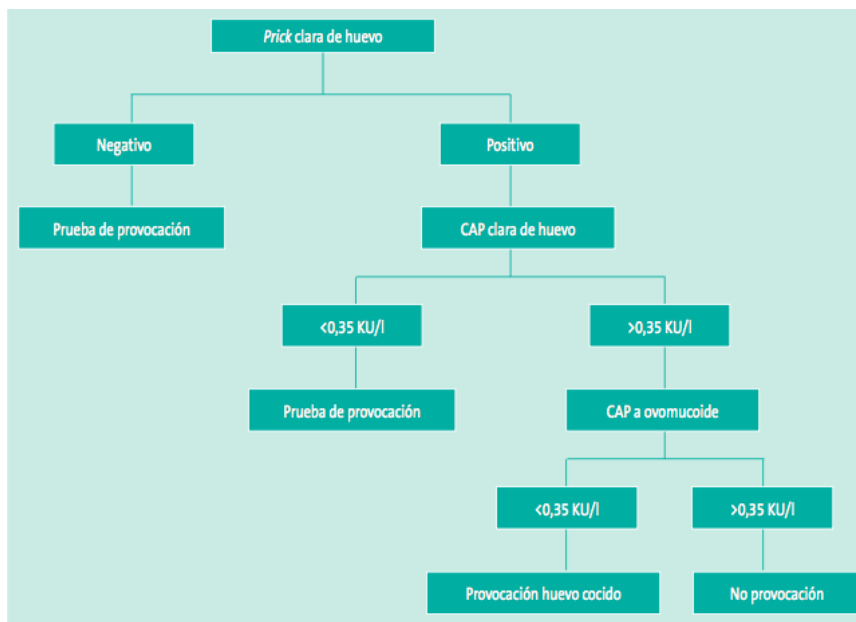 Prick clara de huevo
Negativo
Positivo
Prueba de provocación
CAP clara de huevo
<0,35 KU/l
>0,35 KU/l
Prueba de provocación
CAP a ovomucoide
<0,35 KU/l
>0,35 KU/l
Provocación huevo cocido
No provocación